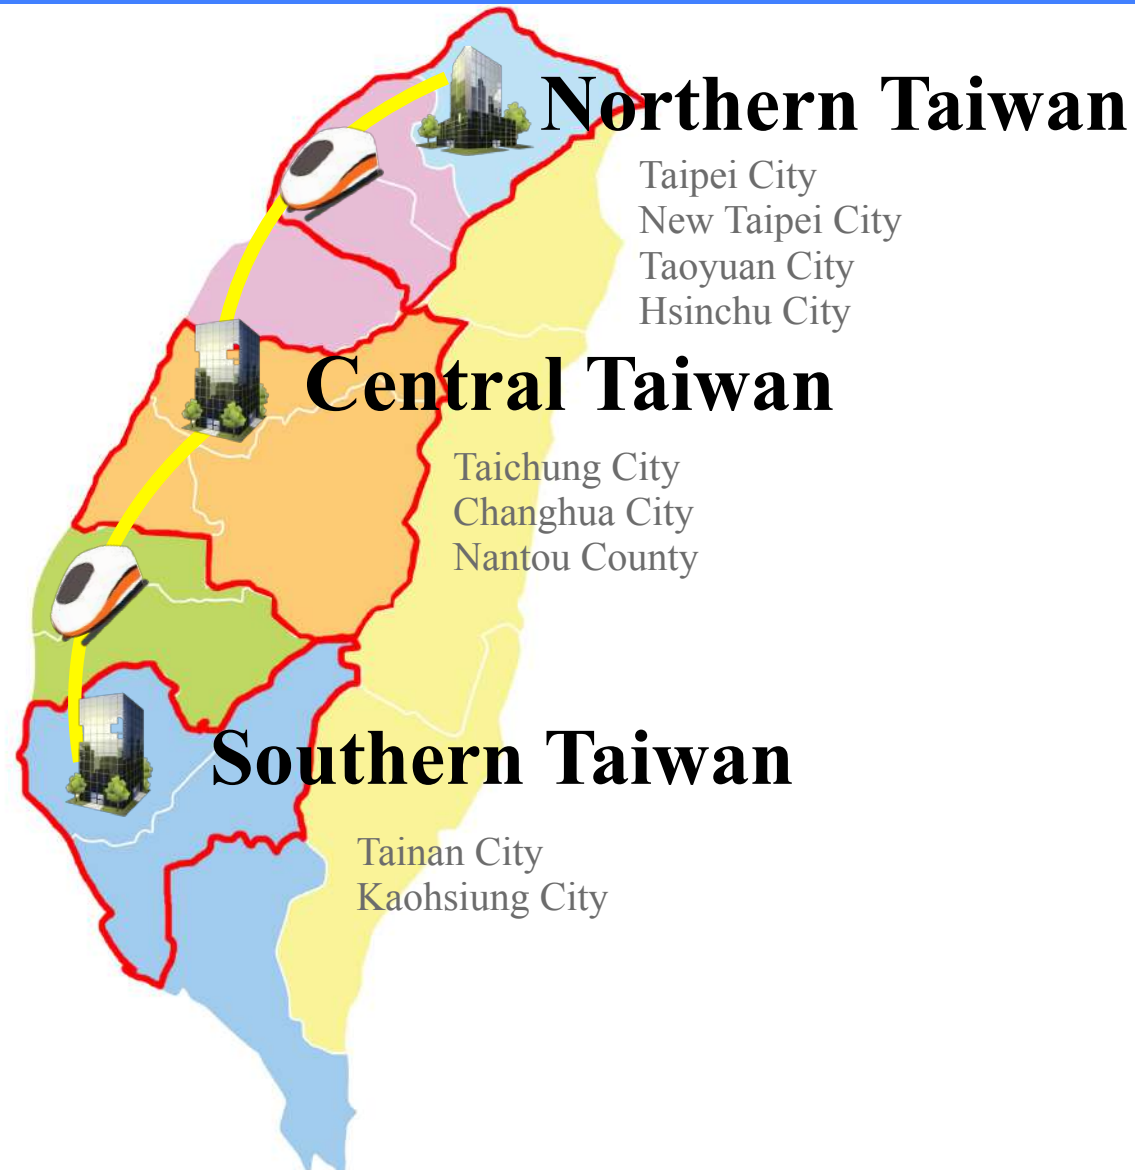 Northern Taiwan
Taipei City
New Taipei City
Taoyuan City
Hsinchu City
Central Taiwan
Taichung City
Changhua City
Nantou County
Southern Taiwan
Tainan City
Kaohsiung City